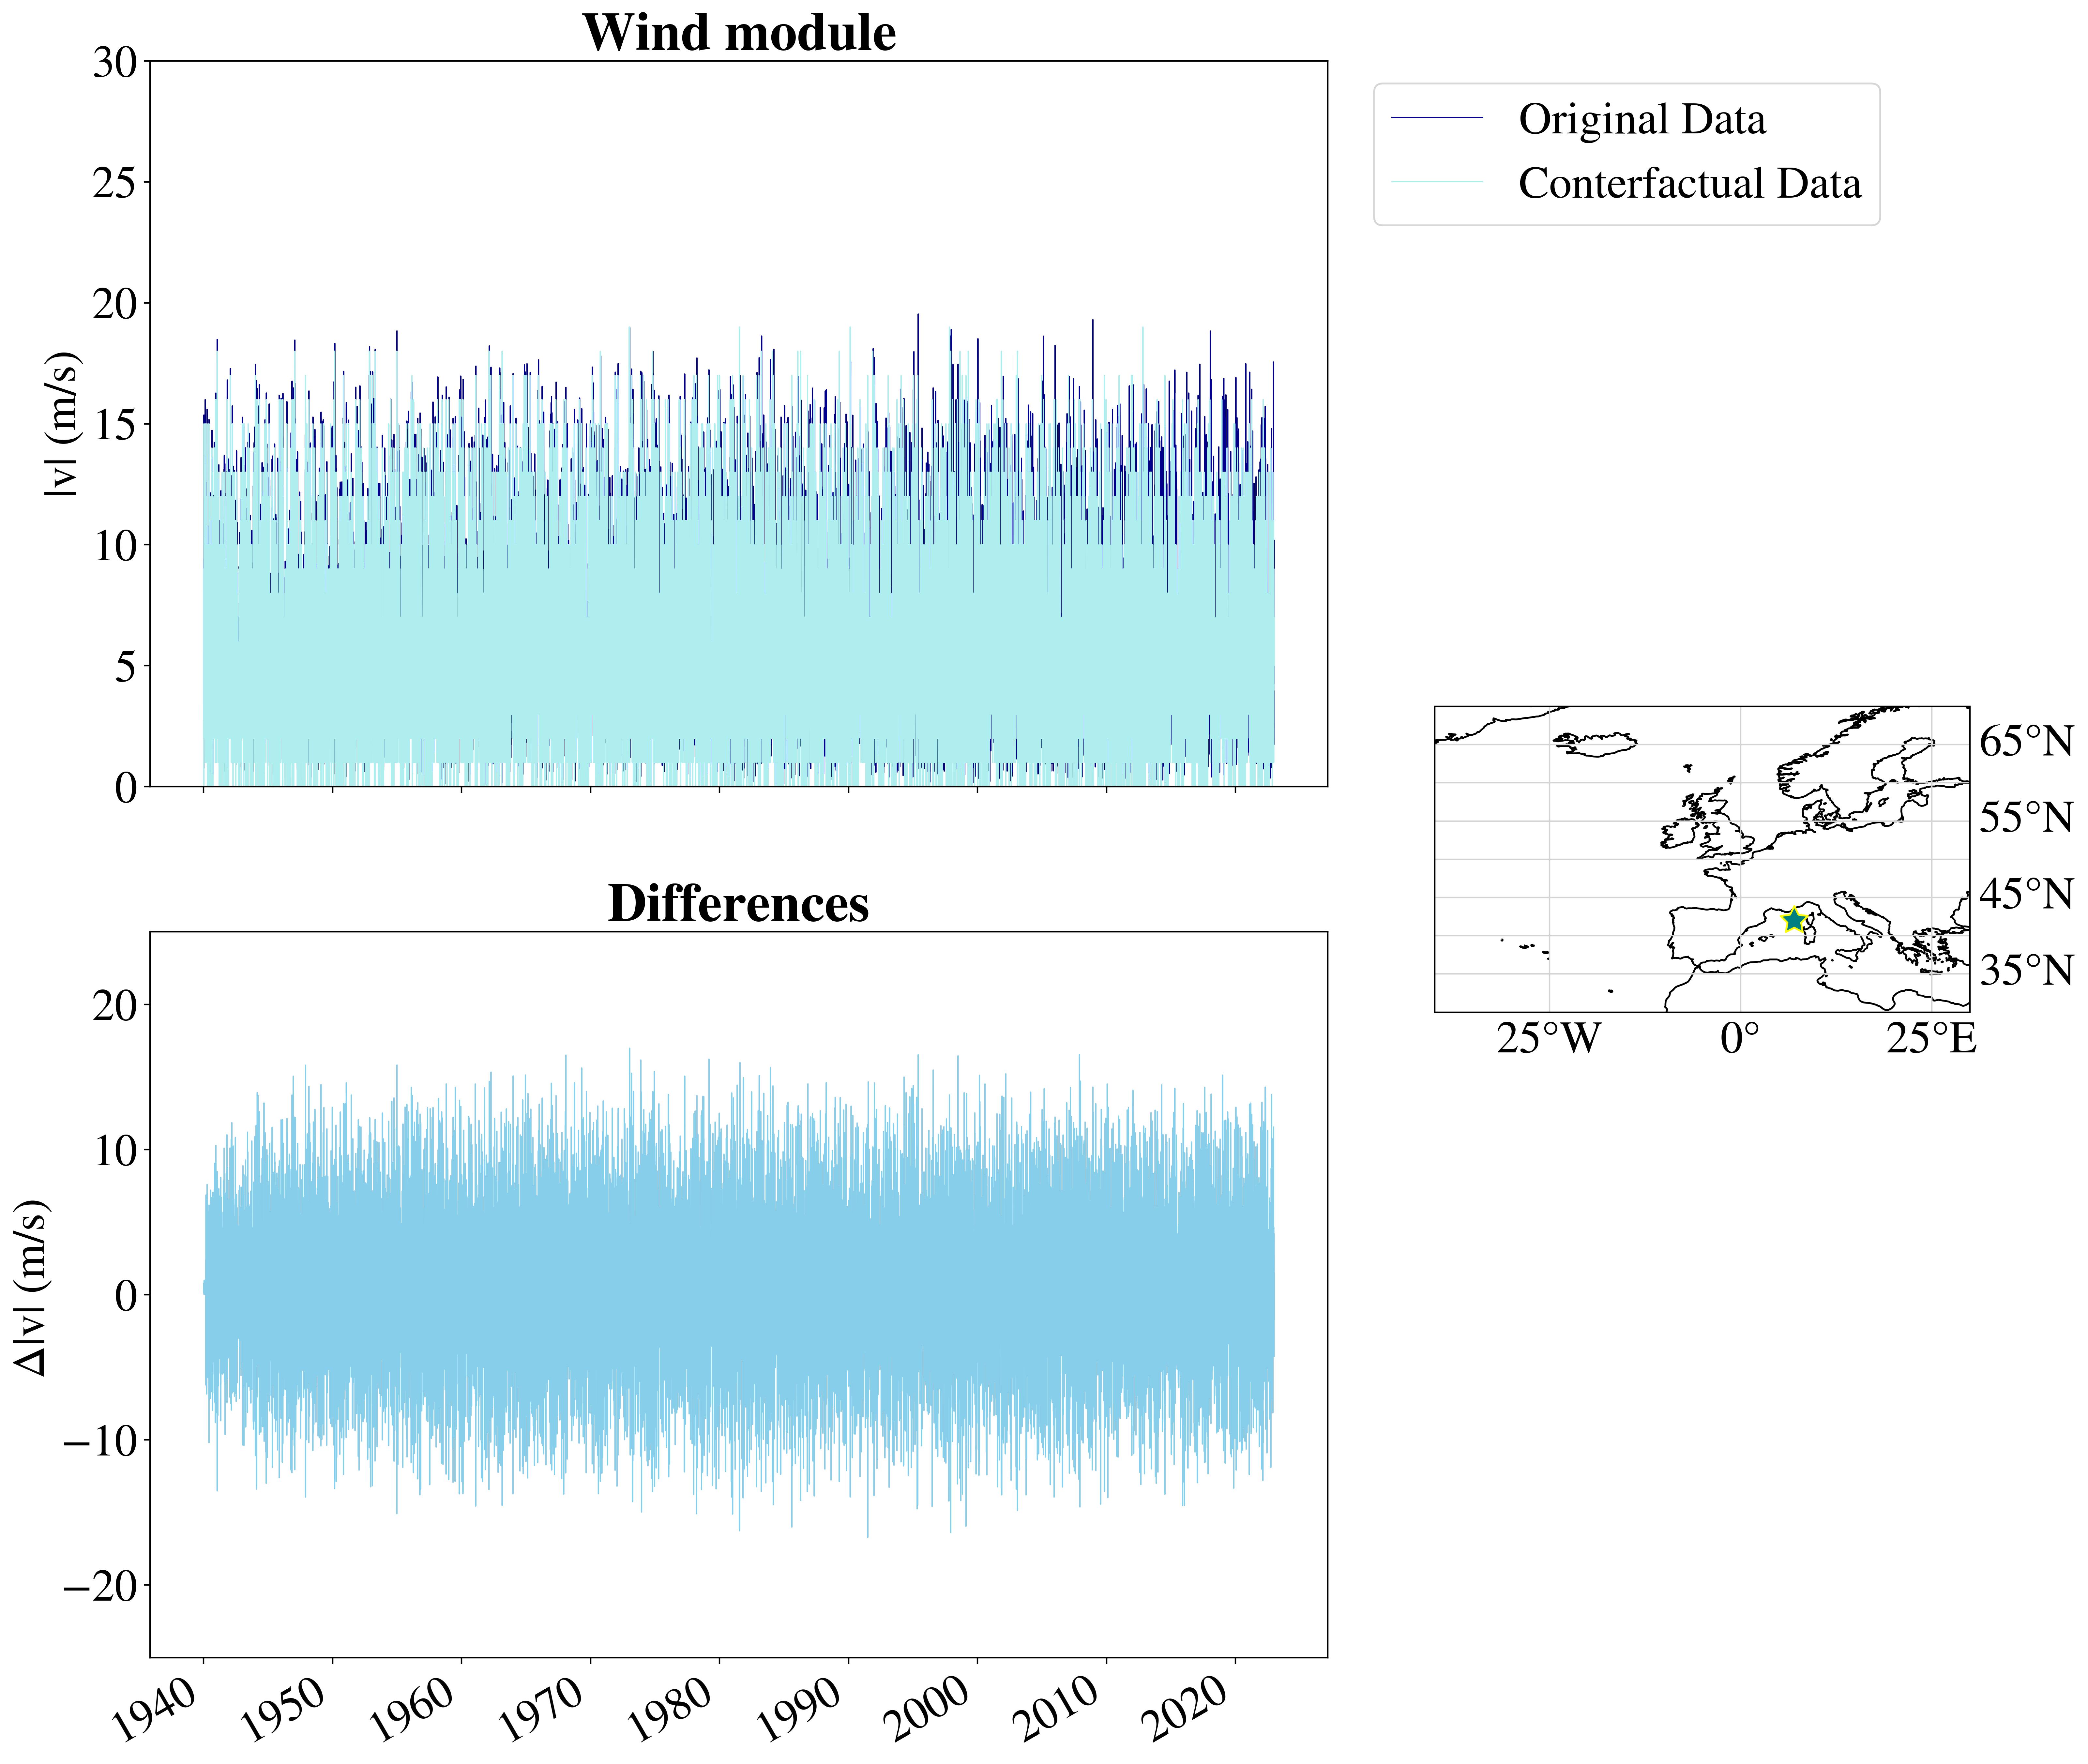 Wind module
30
25
20
15
10
5
0
|v| (m/s)
Original Data
Conterfactual Data
65°N
55°N
45°N
35°N
25°W 0° 25°E
Differences
20
10
0
−10
−20
Δ|v| (m/s)
1940 1950 1960 1970 1980 1990 2000 2010 2020